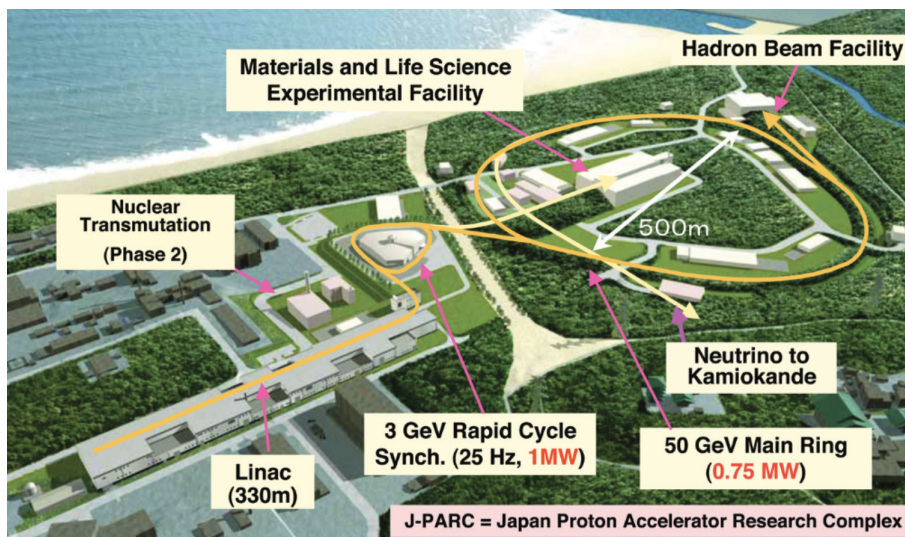 Hadron Beam Facility
Materials and Life Science
Experimental Facility
Nuclear
Transmutation
(Phase 2)
500m
Neutrino to
Kamiokande
3 GeV Rapid Cycle
Synch. (25 Hz, 1MW)
50 GeV Main Ring
(0.75 MW)
Linac
(330m)
J-PARC = Japan Proton Accelerator Research Complex